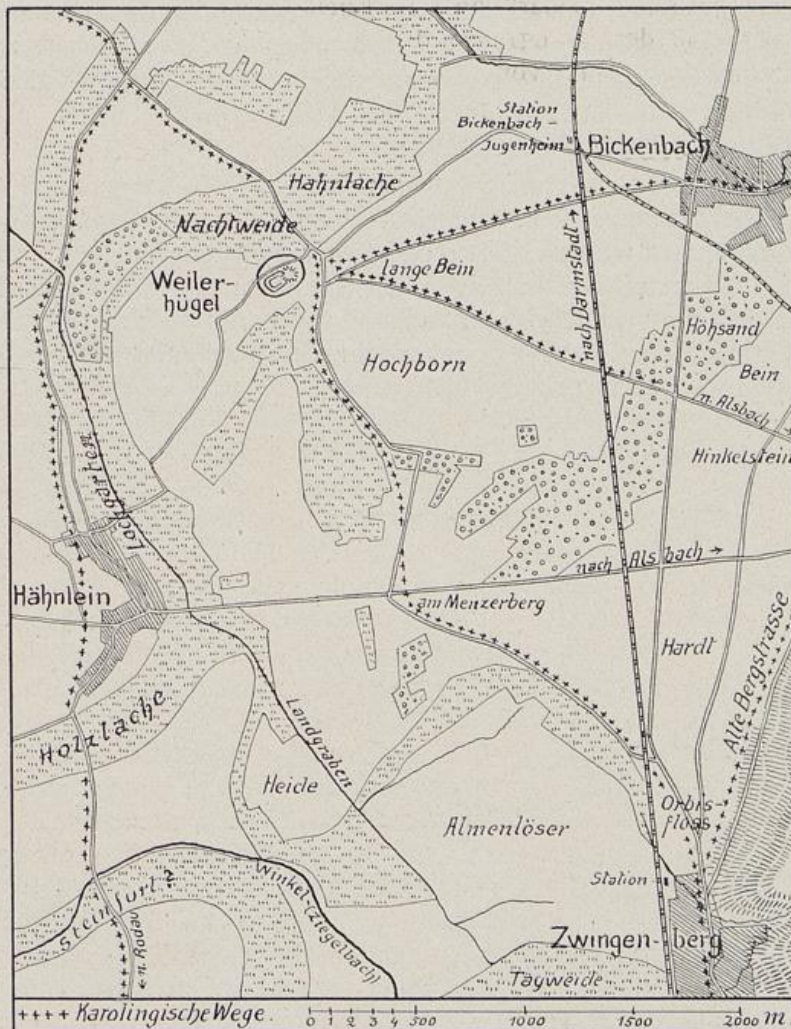 Station
Bickenbach-
Jugenheim
Bickenbach
Hahnlache
Nachtweide
Weiler-
hügel
lange Bein
nach Darmstadt
Höhsand
Bein
Hochborn
n. Alsbach
Hinkelstein
Lachgärten
nach Alsbach
Hähnlein
am Menzerberg
Hardt
Alte Bergstrasse
Holzlache
Landgraben
Heide
Orbis-
floss
Almenlöser
Steinfurt?
Winkel-(Ziegelbach)
Station
n. Rodau
Zwingen-berg
Tagweide
++++ Karolingische Wege.
0 1 2 3 4 500 1000 1500 2000 m